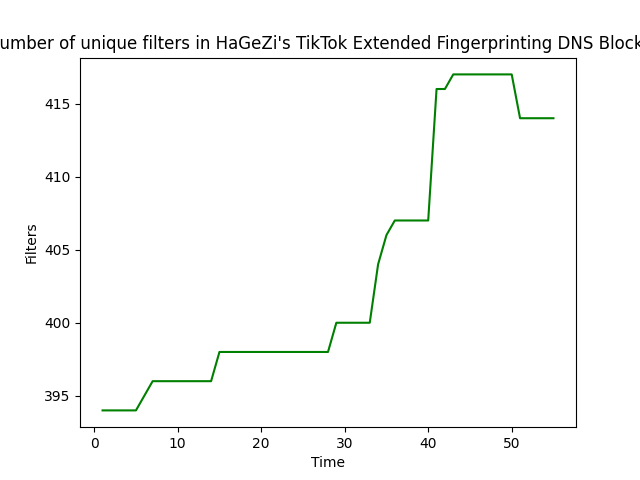 umber of unique filters in HaGeZi's TikTok Extended Fingerprinting DNS Block
415
410
405
400
395
Filters
0 10 20 30 40 50
Time